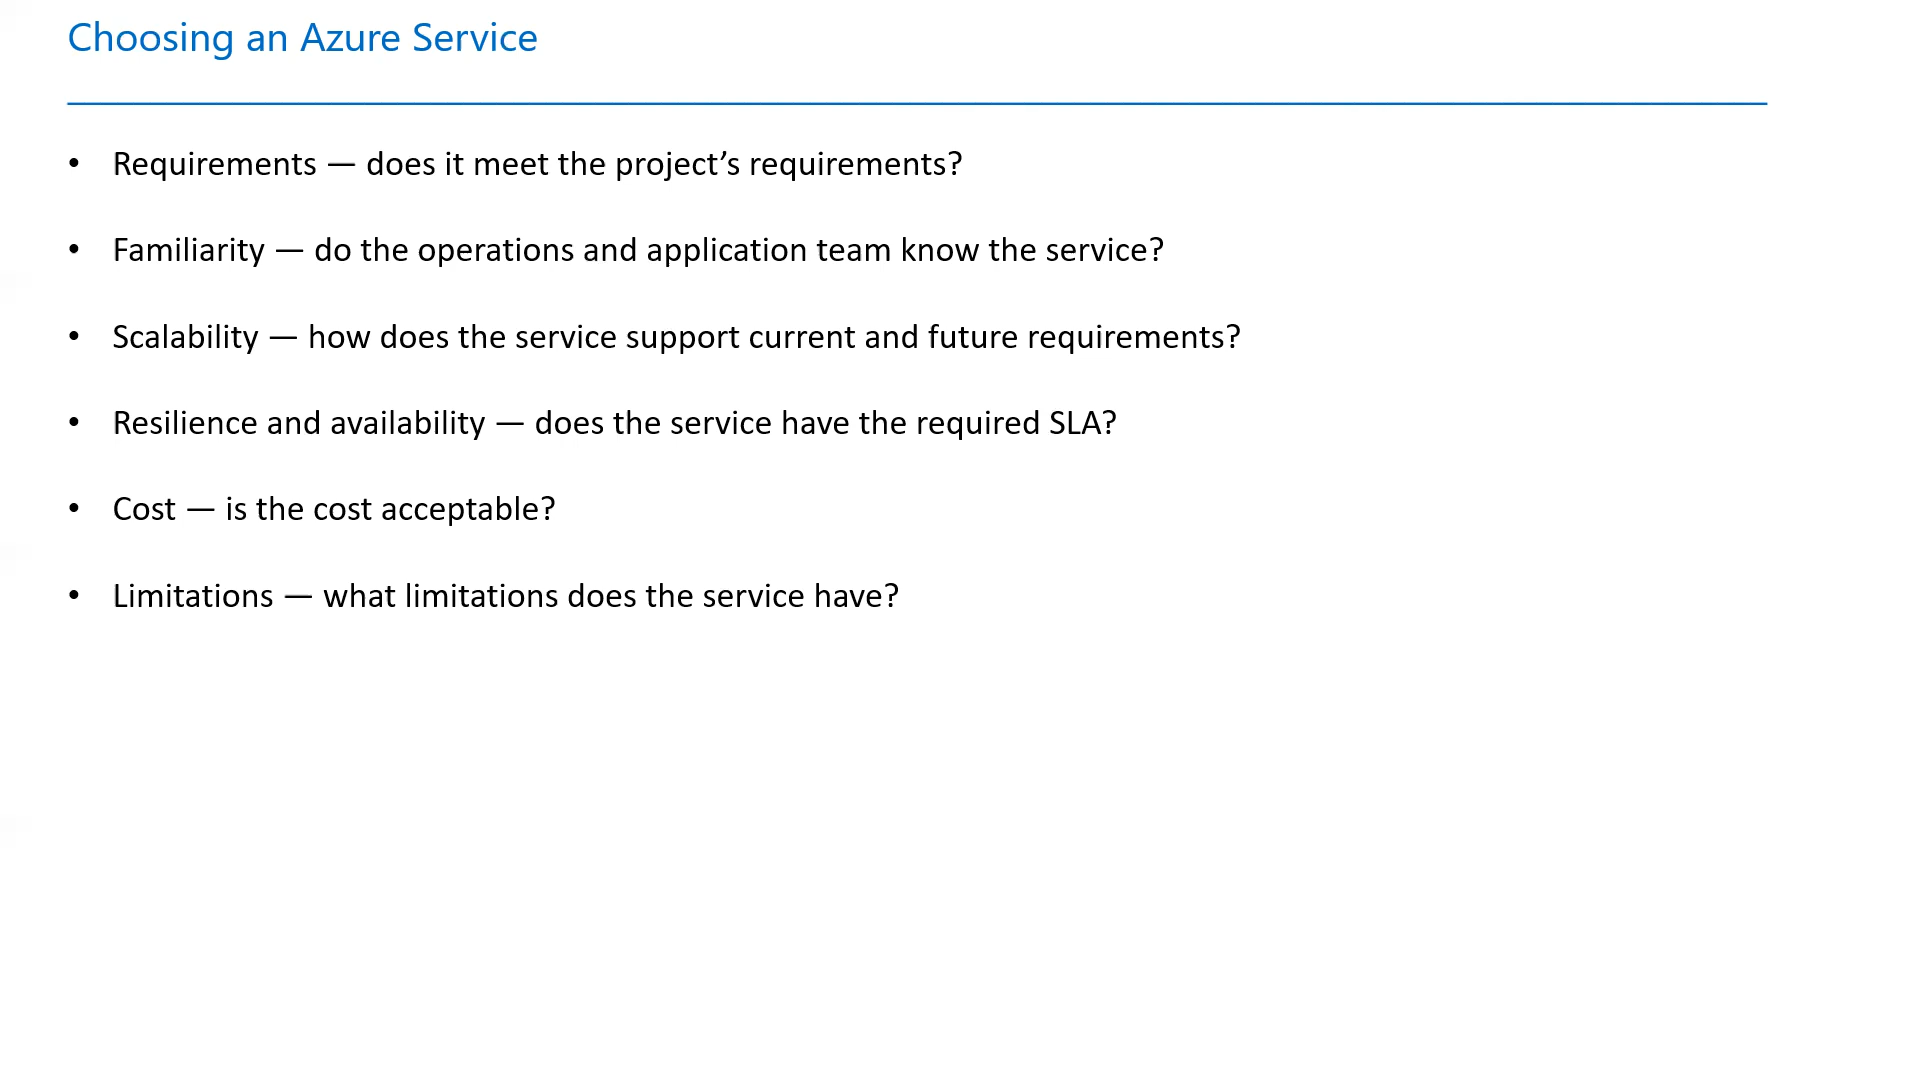 Choosing an Azure Service
• Requirements — does it meet the project’s requirements?
• Familiarity — do the operations and application team know the service?
• Scalability — how does the service support current and future requirements?
• Resilience and availability — does the service have the required SLA?
• Cost — is the cost acceptable?
• Limitations — what limitations does the service have?